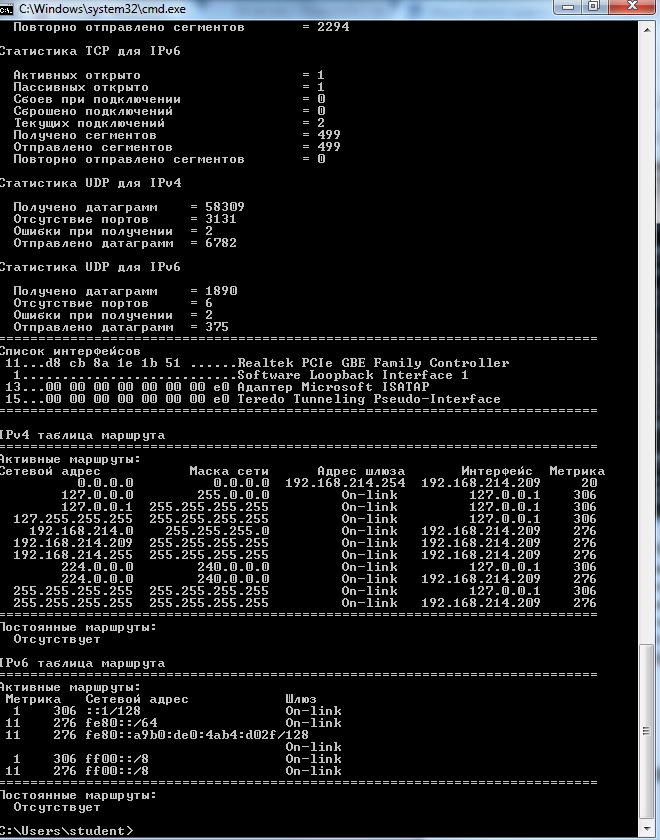 C:\Windows\system32\cmd.exe
Повторно отправлено сегментов = 2294
Статистика TCP для IPv6
Активных открыто = 1
Пассивных открыто = 1
Сбоев при подключении = 0
Сброшено подключений = 0
Текущих подключений = 2
Получено сегментов = 499
Отправлено сегментов = 499
Повторно отправлено сегментов = 0
Статистика UDP для IPv4
Получено датаграмм = 58309
Отсутствие портов = 3131
Ошибки при получении = 2
Отправлено датаграмм = 6782
Статистика UDP для IPv6
Получено датаграмм = 1890
Отсутствие портов = 6
Ошибки при получении = 2
Отправлено датаграмм = 375
===========================================================================
Список интерфейсов
11...d8 cb 8a 1e 1b 51 ......Realtek PCIe GBE Family Controller
1...........................Software Loopback Interface 1
13...00 00 00 00 00 00 00 e0 Адаптер Microsoft ISATAP
15...00 00 00 00 00 00 00 e0 Teredo Tunneling Pseudo-Interface
===========================================================================
IPv4 таблица маршрута
===========================================================================
Активные маршруты:
Сетевой адрес Маска сети Адрес шлюза Интерфейс Метрика
0.0.0.0 0.0.0.0 192.168.214.254 192.168.214.209 20
127.0.0.0 255.0.0.0 On-link 127.0.0.1 306
127.0.0.1 255.255.255.255 On-link 127.0.0.1 306
127.255.255.255 255.255.255.255 On-link 127.0.0.1 306
192.168.214.0 255.255.255.0 On-link 192.168.214.209 276
192.168.214.209 255.255.255.255 On-link 192.168.214.209 276
192.168.214.255 255.255.255.255 On-link 192.168.214.209 276
224.0.0.0 240.0.0.0 On-link 127.0.0.1 306
224.0.0.0 240.0.0.0 On-link 192.168.214.209 276
255.255.255.255 255.255.255.255 On-link 127.0.0.1 306
255.255.255.255 255.255.255.255 On-link 192.168.214.209 276
===========================================================================
Постоянные маршруты:
Отсутствует
IPv6 таблица маршрута
===========================================================================
Активные маршруты:
Метрика Сетевой адрес Шлюз
1 306 ::1/128 On-link
11 276 fe80::/64 On-link
11 276 fe80::a9b0:de0:4ab4:d02f/128
On-link
1 306 ff00::/8 On-link
11 276 ff00::/8 On-link
===========================================================================
Постоянные маршруты:
Отсутствует
C:\Users\student>